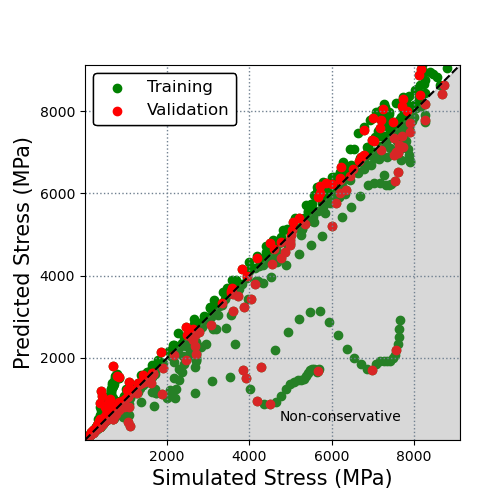 Training
Validation
8000
6000
4000
2000
Predicted Stress (MPa)
Non-conservative
2000 4000 6000 8000
Simulated Stress (MPa)